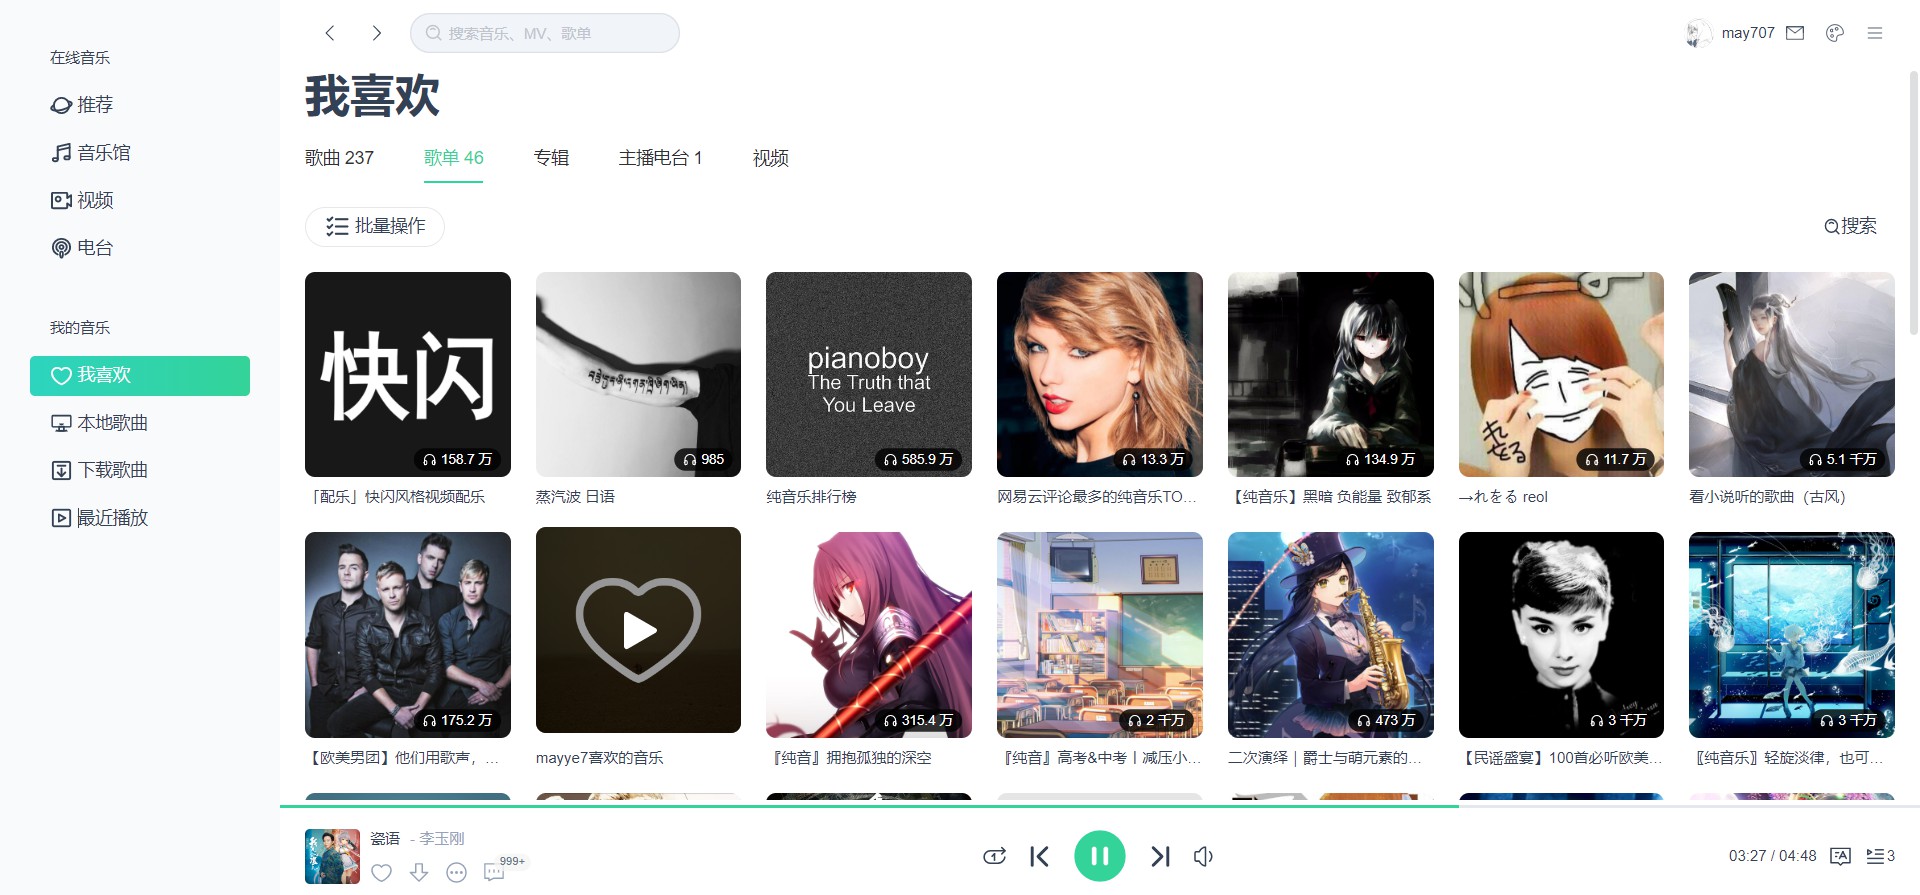 在线音乐
推荐
音乐馆
视频
电台
我的音乐
我喜欢
本地歌曲
下载歌曲
最近播放
搜索音乐、MV、歌单
may707
我喜欢
歌曲 237
歌单 46
专辑
主播电台 1
视频
批量操作
搜索
快闪
158.7 万
985
pianoboy
The Truth that
You Leave
585.9 万
13.3 万
134.9 万
11.7 万
5.1 千万
「配乐」快闪风格视频配乐
蒸汽波 日语
纯音乐排行榜
网易云评论最多的纯音乐TO...
【纯音乐】黑暗 负能量 致郁系
→れをる reol
看小说听的歌曲（古风）
175.2 万
315.4 万
2 千万
473 万
3 千万
3 千万
【欧美男团】他们用歌声，...
mayye7喜欢的音乐
『纯音』拥抱孤独的深空
『纯音』高考&中考丨减压小...
二次演绎｜爵士与萌元素的...
【民谣盛宴】100首必听欧美...
〖纯音乐〗轻旋淡律，也可...
瓷语 - 李玉刚
999+
1
03:27 / 04:48
3